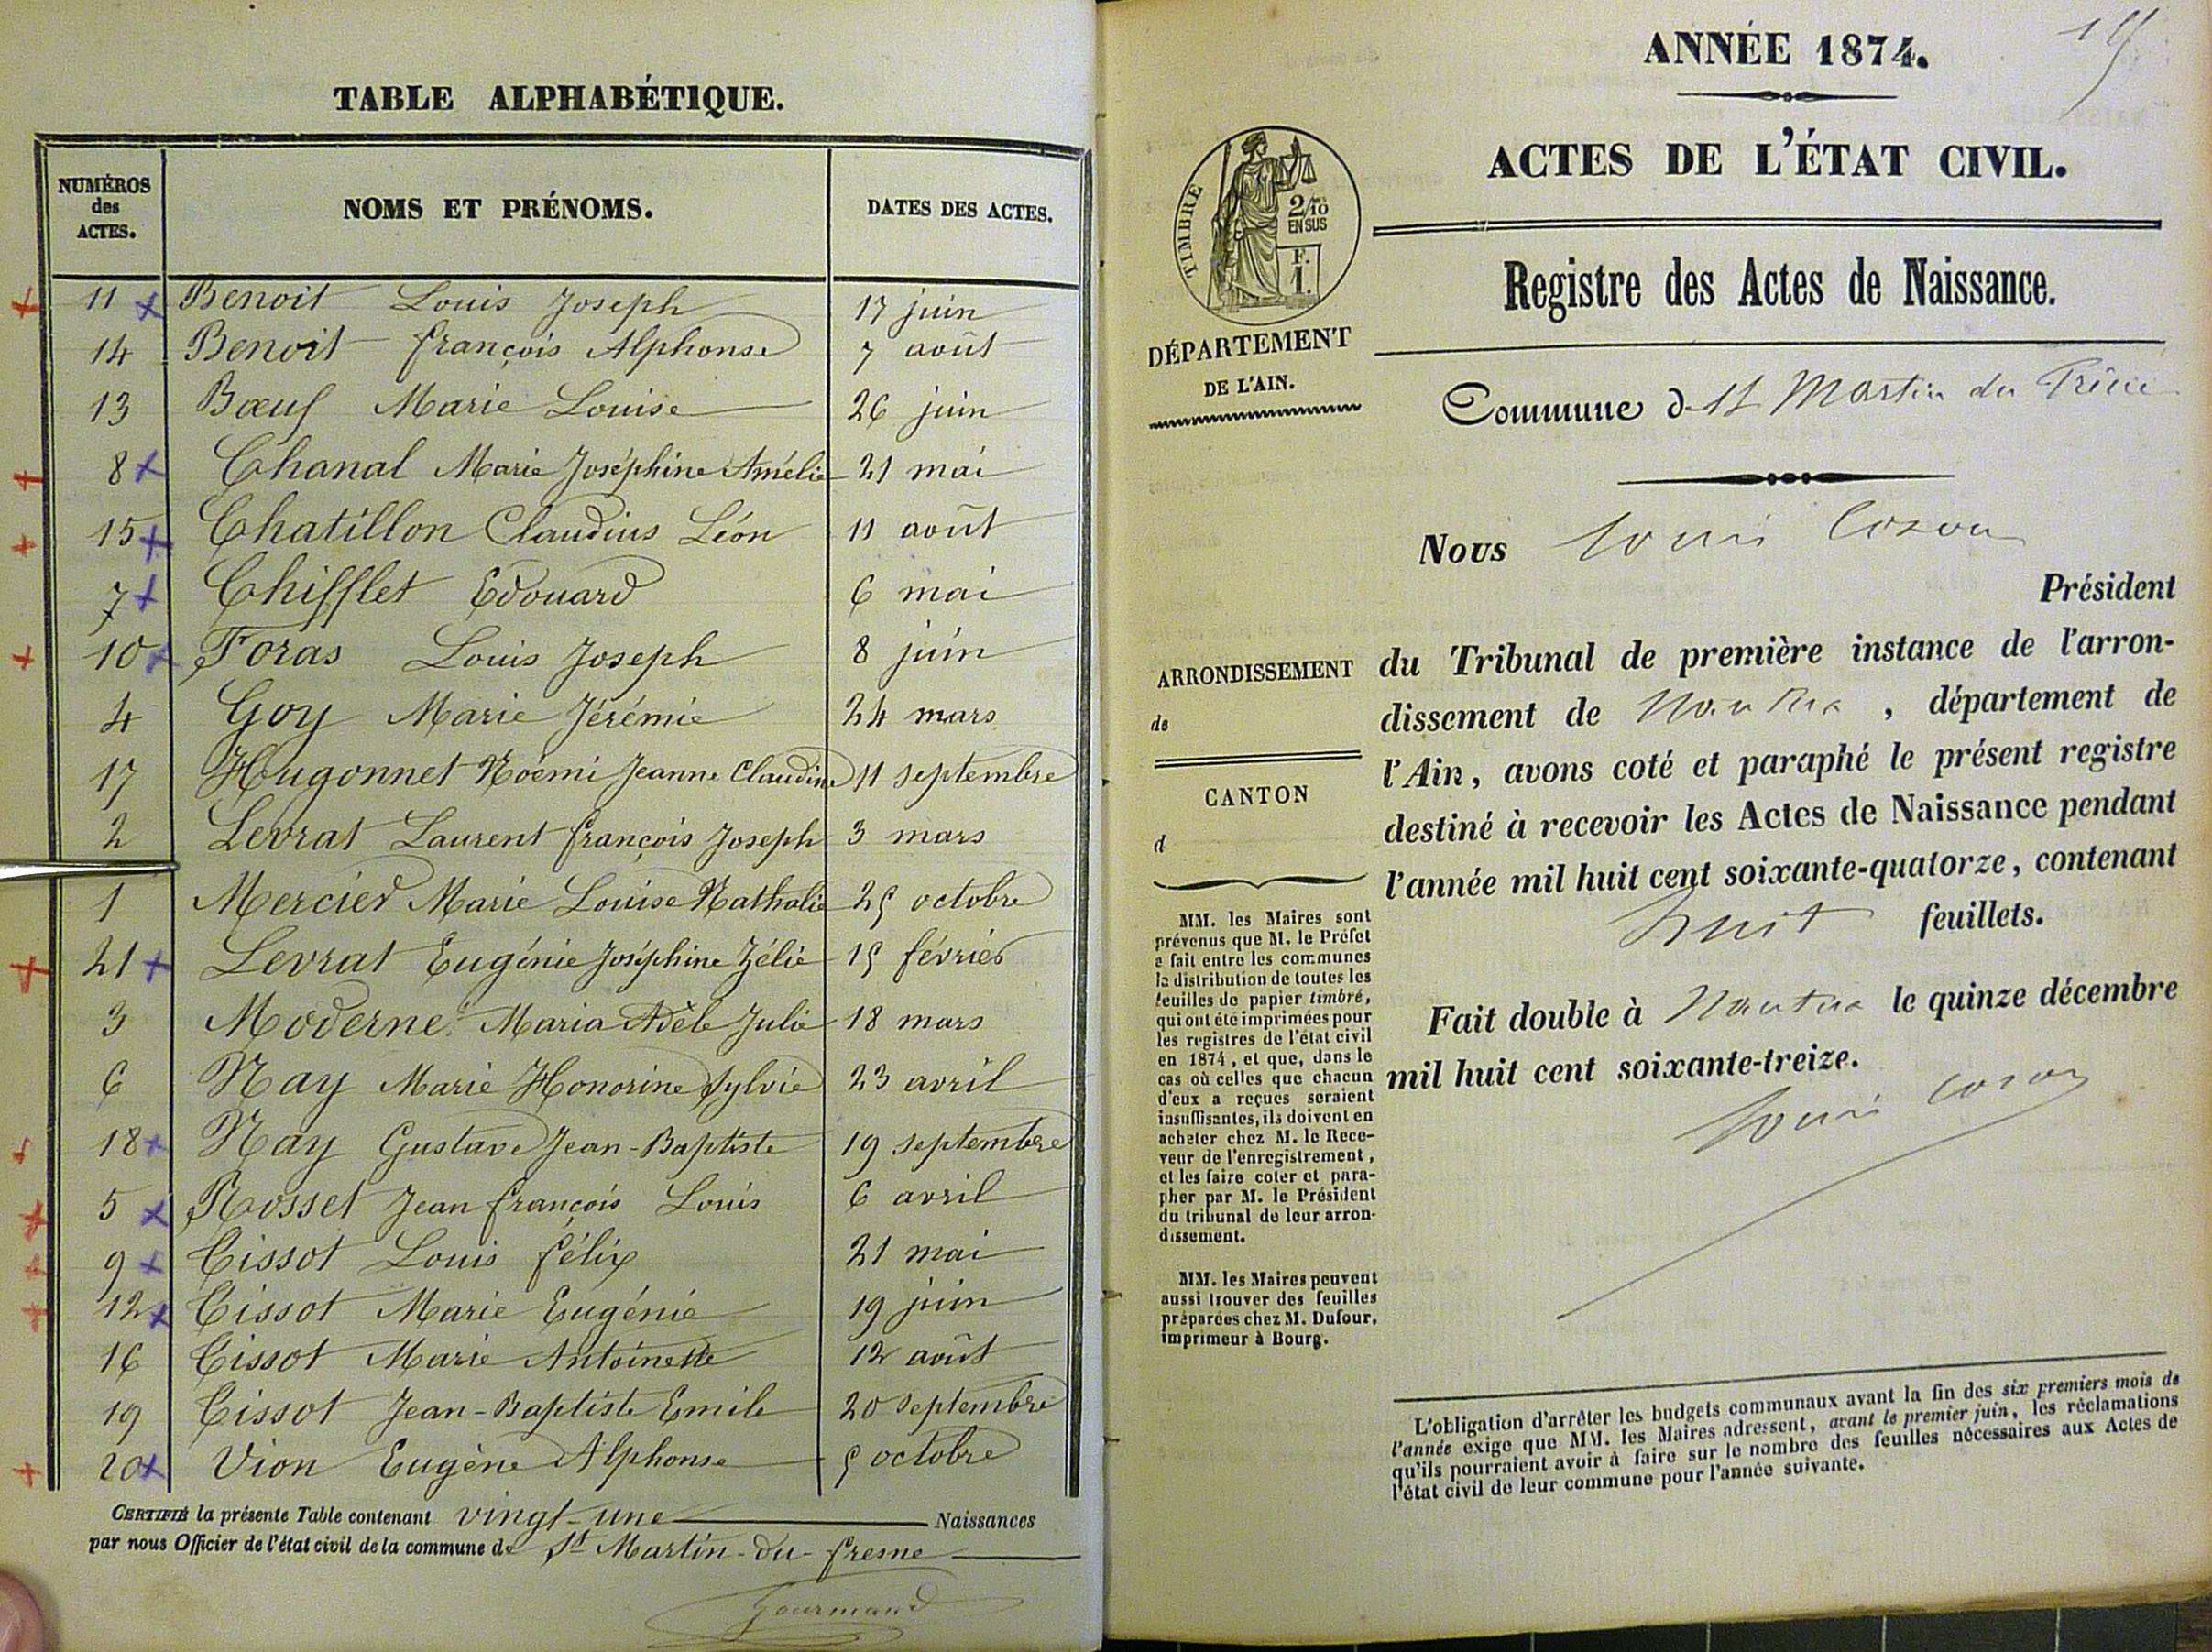 TABLE ALPHABÉTIQUE.
NUMÉROS des ACTES.
NOMS ET PRÉNOMS.
DATES DES ACTES.
11 Benoit Louis Joseph 17 juin
14 Benoit François Alphonse 7 août
13 Bœuf Marie Louise 26 juin
8 Chanal Marie Joséphine Amélie 21 mai
15 Chatillon Claudius Léon 11 août
7 Chifflet Edouard 6 mai
10 Foras Louis Joseph 8 juin
4 Goy Marie Jérémie 24 mars
17 Hugonnet Noémi Jeanne Claudine 11 septembre
2 Levrat Laurent François Joseph 3 mars
1 Mercier Marie Louise Nathalie 25 octobre
21 Levrat Eugénie Joséphine Zélie 15 février
3 Moderne Maria Adèle Julie 18 mars
6 Nay Marie Honorine Sylvie 23 avril
18 Nay Gustave Jean-Baptiste 19 septembre
5 Rosset Jean François Louis 6 avril
9 Tissot Louis Félix 21 mai
12 Tissot Marie Eugénie 19 juin
16 Tissot Marie Antoinette 12 août
19 Tissot Jean-Baptiste Emile 20 septembre
20 Vion Eugène Alphonse 5 octobre
CERTIFIÉ la présente Table contenant vingt-une Naissances
par nous Officier de l'état civil de la commune de St Martin-du-fresne
Gourmand
ANNÉE 1874.
ACTES DE L'ÉTAT CIVIL.
TIMBRE
2/10
EN SUS
F.
1.
Registre des Actes de Naissance.
DÉPARTEMENT
DE L'AIN.
Commune d St Martin du Frêne
Nous Louis Cozon
Président
ARRONDISSEMENT
de
CANTON
d
du Tribunal de première instance de l'arron-
dissement de Nantua, département de
l'Ain, avons coté et paraphé le présent registre
destiné à recevoir les Actes de Naissance pendant
l'année mil huit cent soixante-quatorze, contenant
huit feuillets.
Fait double à Nantua le quinze décembre
mil huit cent soixante-treize.
Louis Cozon
MM. les Maires sont
prévenus que M. le Préfet
a fait entre les communes
la distribution de toutes les
feuilles de papier timbré,
qui ont été imprimées pour
les registres de l'état civil
en 1874, et que, dans le
cas où celles que chacun
d'eux a reçues seraient
insuffisantes, ils doivent en
acheter chez M. le Rece-
veur de l'enregistrement,
et les faire coter et para-
pher par M. le Président
du tribunal de leur arron-
dissement.
MM. les Maires peuvent
aussi trouver des feuilles
préparées chez M. Dufour,
imprimeur à Bourg.
L'obligation d'arrêter les budgets communaux avant la fin des six premiers mois de
l'année exige que MM. les Maires adressent, avant le premier juin, les réclamations
qu'ils pourraient avoir à faire sur le nombre des feuilles nécessaires aux Actes de
l'état civil de leur commune pour l'année suivante.